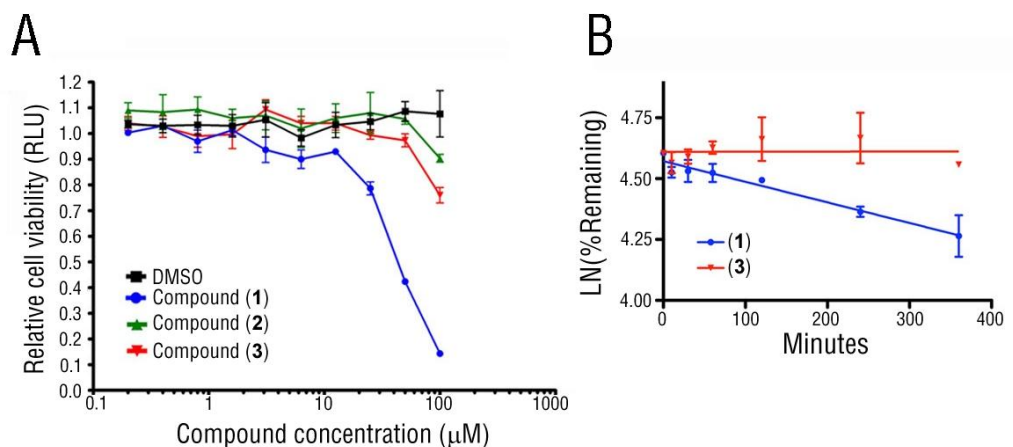 A
B
Relative cell viability (RLU)
1.2
1.1
1.0
0.9
0.8
0.7
0.6
0.5
0.4
0.3
0.2
0.1
0.0
DMSO
Compound (1)
Compound (2)
Compound (3)
0.1
1
10
100
1000
Compound concentration (µM)
LN(%Remaining)
4.75
4.50
4.25
4.00
(1)
(3)
0
100
200
300
400
Minutes